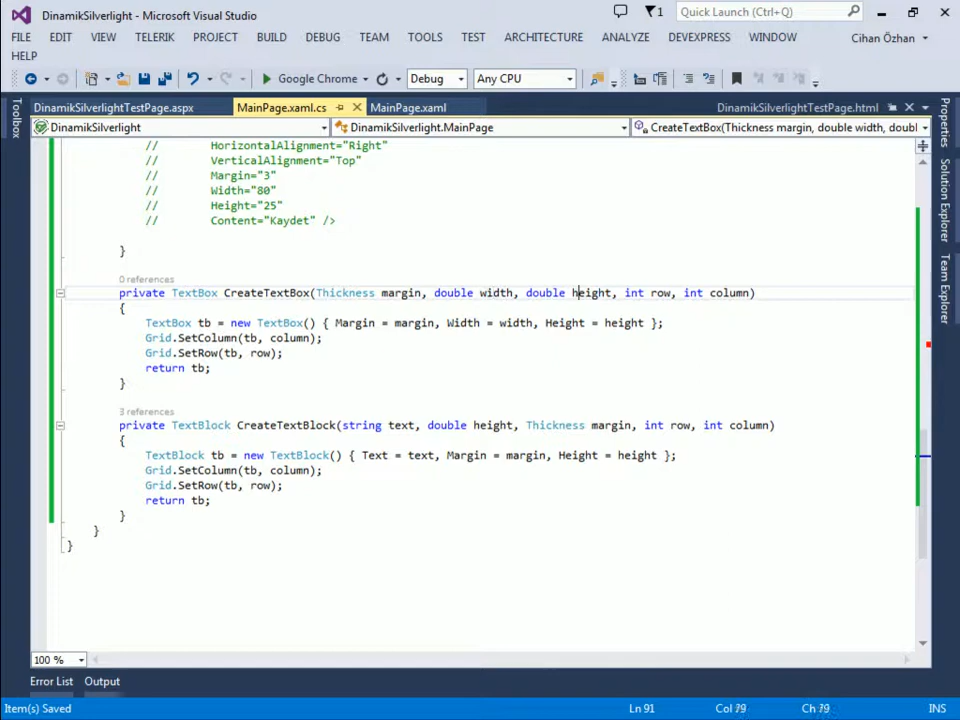 DinamikSilverlight - Microsoft Visual Studio
1
Quick Launch (Ctrl+Q)
FILE EDIT VIEW TELERIK PROJECT BUILD DEBUG TEAM TOOLS TEST ARCHITECTURE ANALYZE DEVEXPRESS WINDOW
Cihan Özhan
HELP
Google Chrome
Debug
Any CPU
DinamikSilverlightTestPage.aspx
MainPage.xaml.cs
MainPage.xaml
DinamikSilverlightTestPage.html
DinamikSilverlight
DinamikSilverlight.MainPage
CreateTextBox(Thickness margin, double width, doubl
Toolbox
Properties
Solution Explorer
Team Explorer
// HorizontalAlignment="Right"
// VerticalAlignment="Top"
// Margin="3"
// Width="80"
// Height="25"
// Content="Kaydet" />
}
0 references
private TextBox CreateTextBox(Thickness margin, double width, double height, int row, int column)
{
TextBox tb = new TextBox() { Margin = margin, Width = width, Height = height };
Grid.SetColumn(tb, column);
Grid.SetRow(tb, row);
return tb;
}
3 references
private TextBlock CreateTextBlock(string text, double height, Thickness margin, int row, int column)
{
TextBlock tb = new TextBlock() { Text = text, Margin = margin, Height = height };
Grid.SetColumn(tb, column);
Grid.SetRow(tb, row);
return tb;
}
}
}
100 %
Error List Output
Item(s) Saved
Ln 91
Col 79
Ch 79
INS